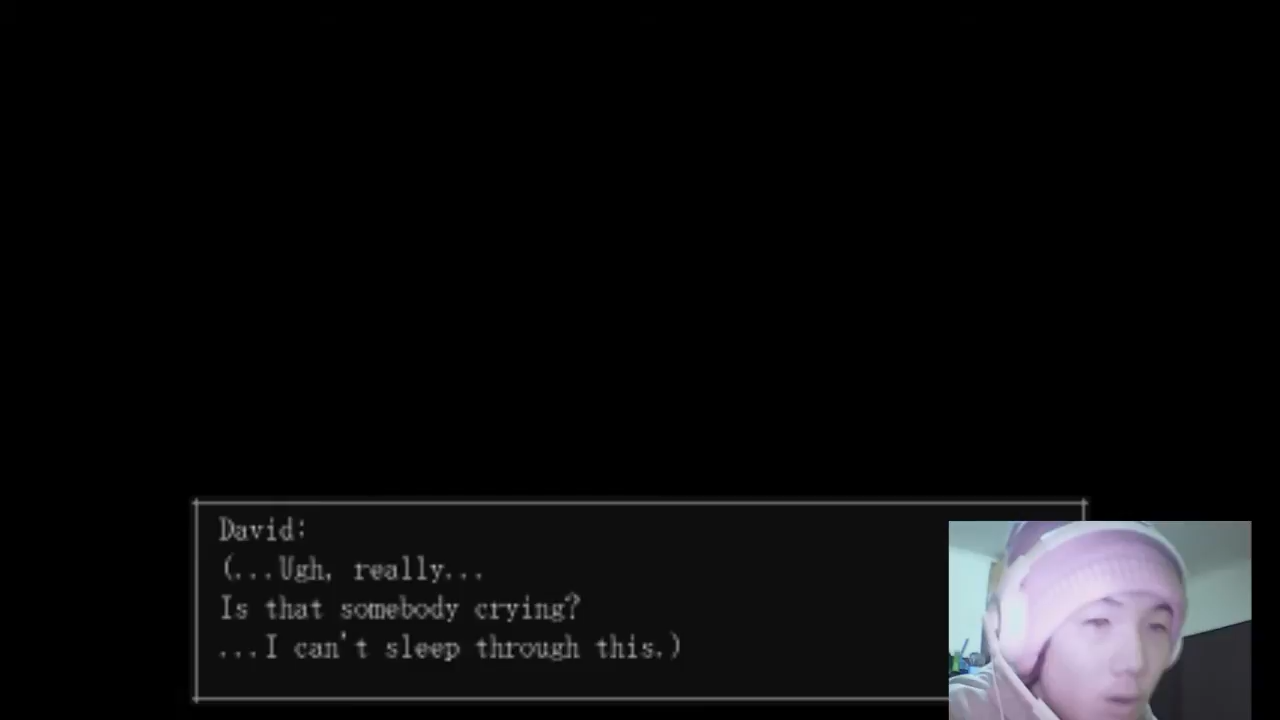 David:
(...Ugh, really...
Is that somebody crying?
...I can't sleep through this.)